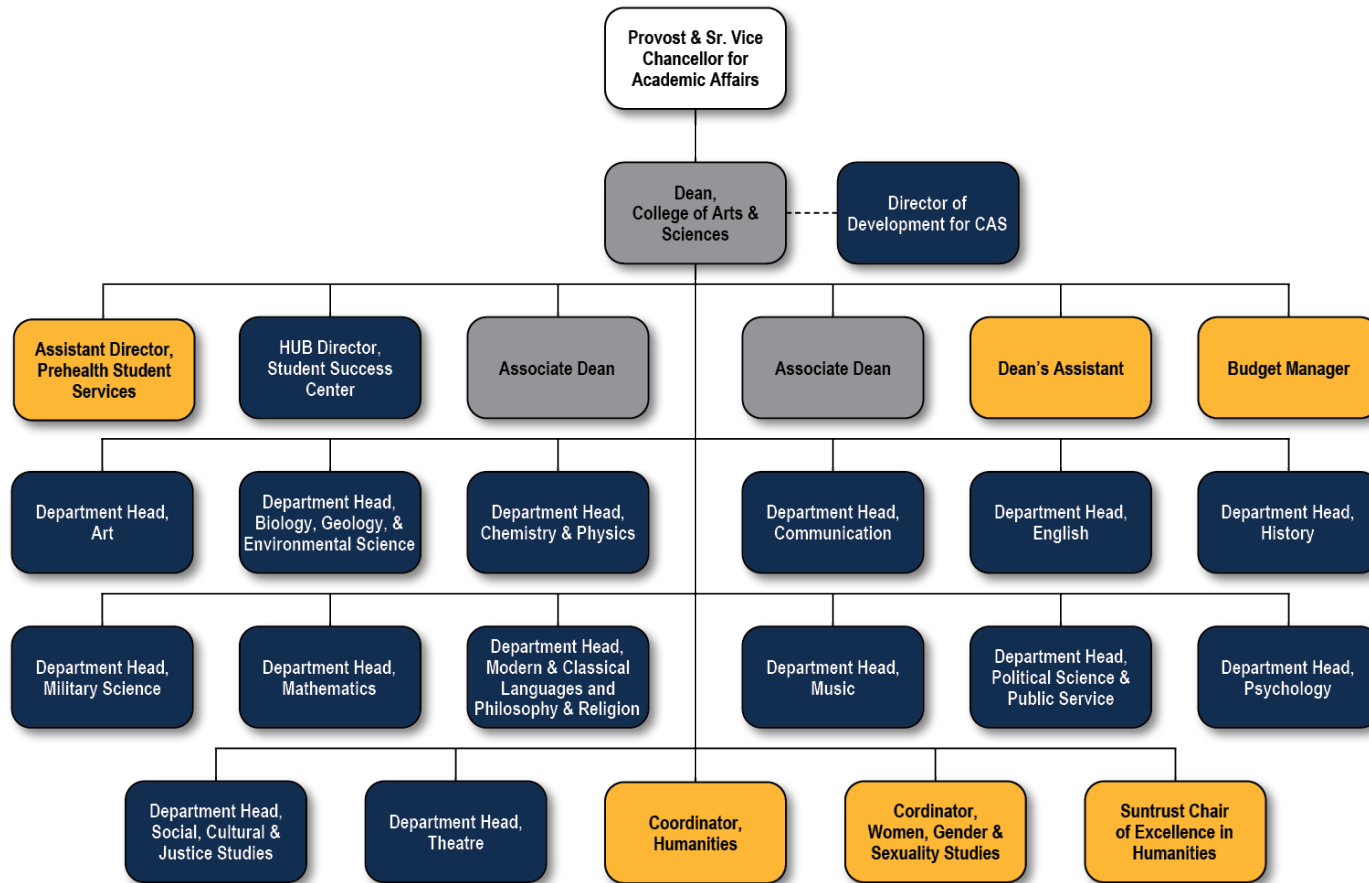 Provost & Sr. Vice
Chancellor for
Academic Affairs
Dean,
College of Arts &
Sciences
Director of
Development for CAS
Assistant Director,
Prehealth Student
Services
HUB Director,
Student Success
Center
Associate Dean
Associate Dean
Dean's Assistant
Budget Manager
Department Head,
Art
Department Head,
Biology, Geology, &
Environmental Science
Department Head,
Chemistry & Physics
Department Head,
Communication
Department Head,
English
Department Head,
History
Department Head,
Military Science
Department Head,
Mathematics
Department Head,
Modern & Classical
Languages and
Philosophy & Religion
Department Head,
Music
Department Head,
Political Science &
Public Service
Department Head,
Psychology
Department Head,
Social, Cultural &
Justice Studies
Department Head,
Theatre
Coordinator,
Humanities
Cordinator,
Women, Gender &
Sexuality Studies
Suntrust Chair
of Excellence in
Humanities